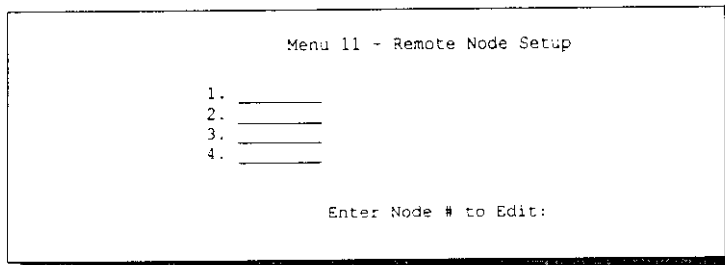 Menu 11 - Remote Node Setup
1. ________
2. ________
3. ________
4. ________
Enter Node # to Edit: